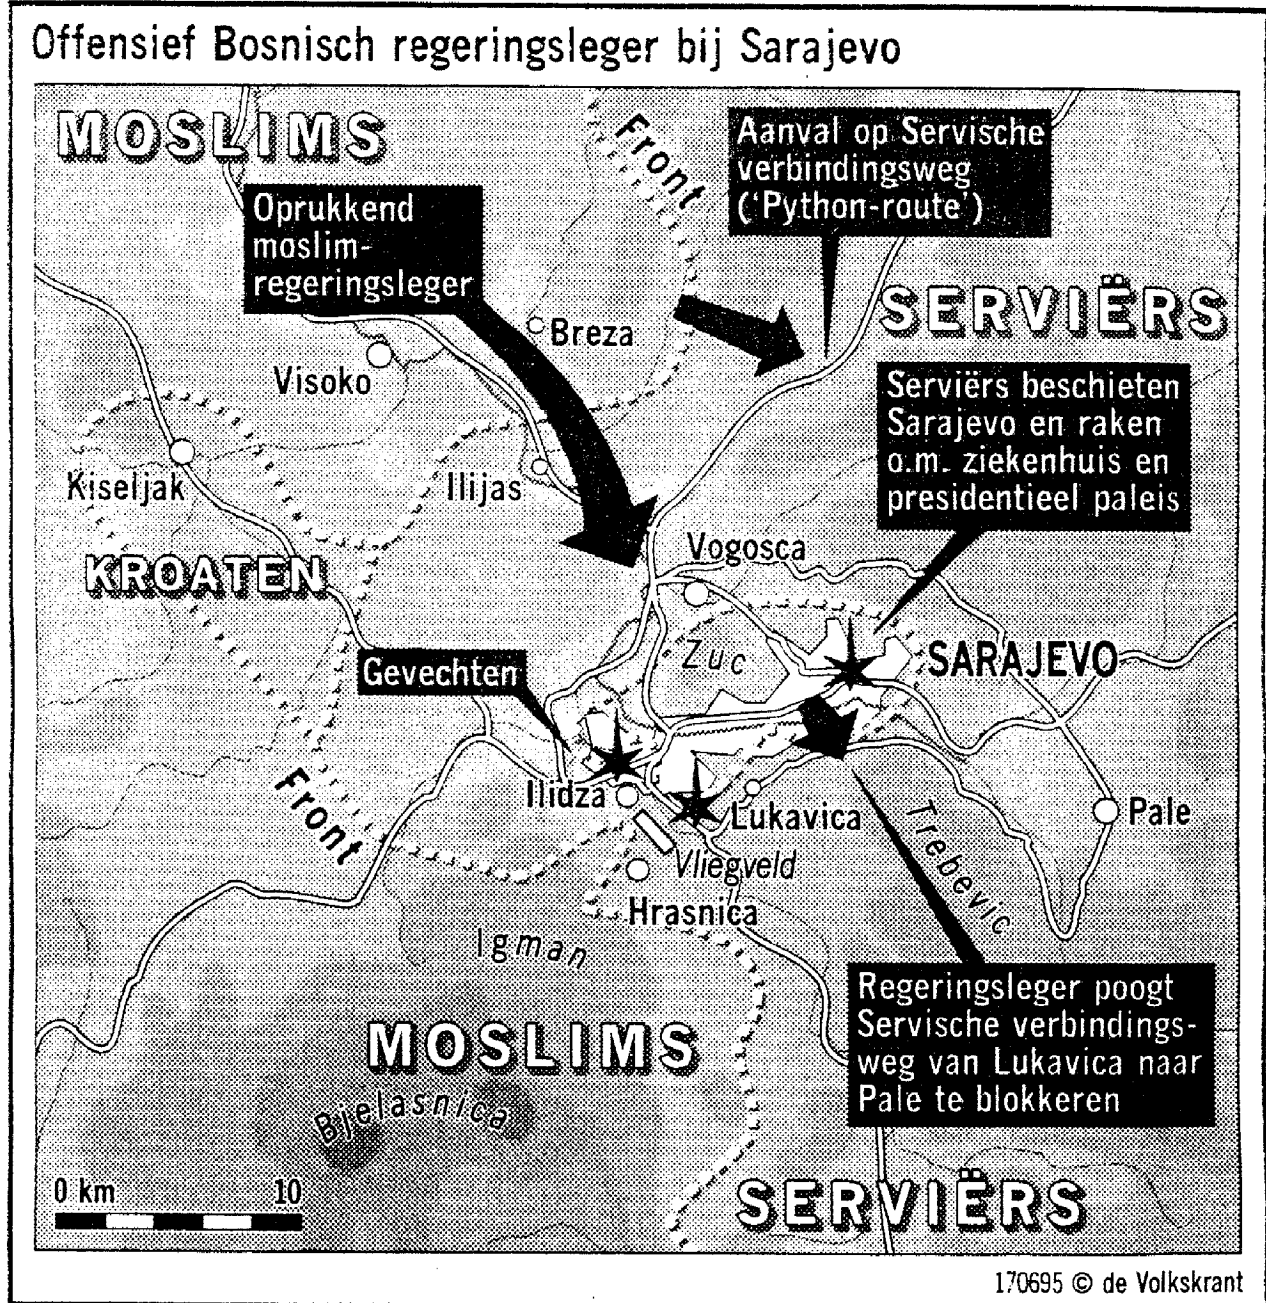 Offensief Bosnisch regeringsleger bij Sarajevo
MOSLIMS
Front
Aanval op Servische
verbindingsweg
('Python-route')
Oprukkend
moslim-
regeringsleger
SERVIËRS
Breza
Visoko
Serviërs beschieten
Sarajevo en raken
o.m. ziekenhuis en
presidentieel paleis
Kiseljak
Ilijas
Vogosca
KROATEN
Zuc
SARAJEVO
Gevechten
Front
Ilidza
Lukavica
Pale
Trebevic
Vliegveld
Hrasnica
Igman
Regeringsleger poogt
Servische verbindings-
weg van Lukavica naar
Pale te blokkeren
MOSLIMS
Bjelasnica
0 km 10
SERVIËRS
170695 © de Volkskrant